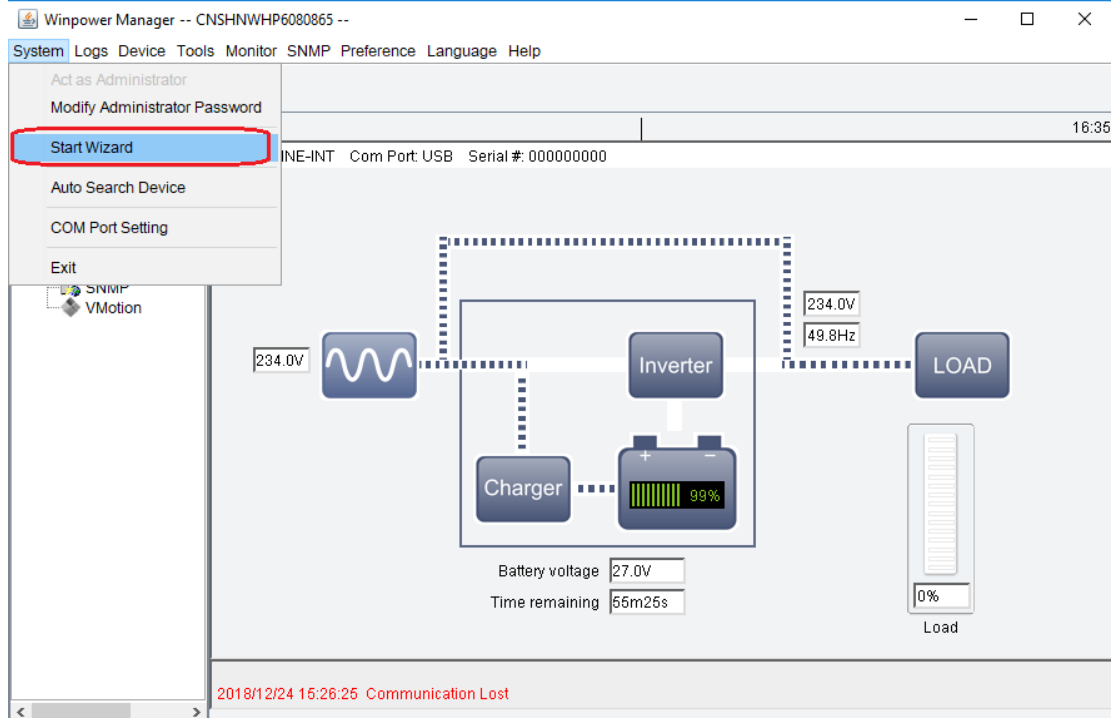 Winpower Manager -- CNSHNWHP6080865 --
System Logs Device Tools Monitor SNMP Preference Language Help
Act as Administrator
Modify Administrator Password
Start Wizard
Auto Search Device
COM Port Setting
Exit
16:35
INE-INT Com Port: USB Serial #: 000000000
SNMP
VMotion
234.0V
49.8Hz
234.0V
Inverter
LOAD
Charger
+ −
99%
Battery voltage 27.0V
Time remaining 55m25s
0%
Load
2018/12/24 15:26:25 Communication Lost